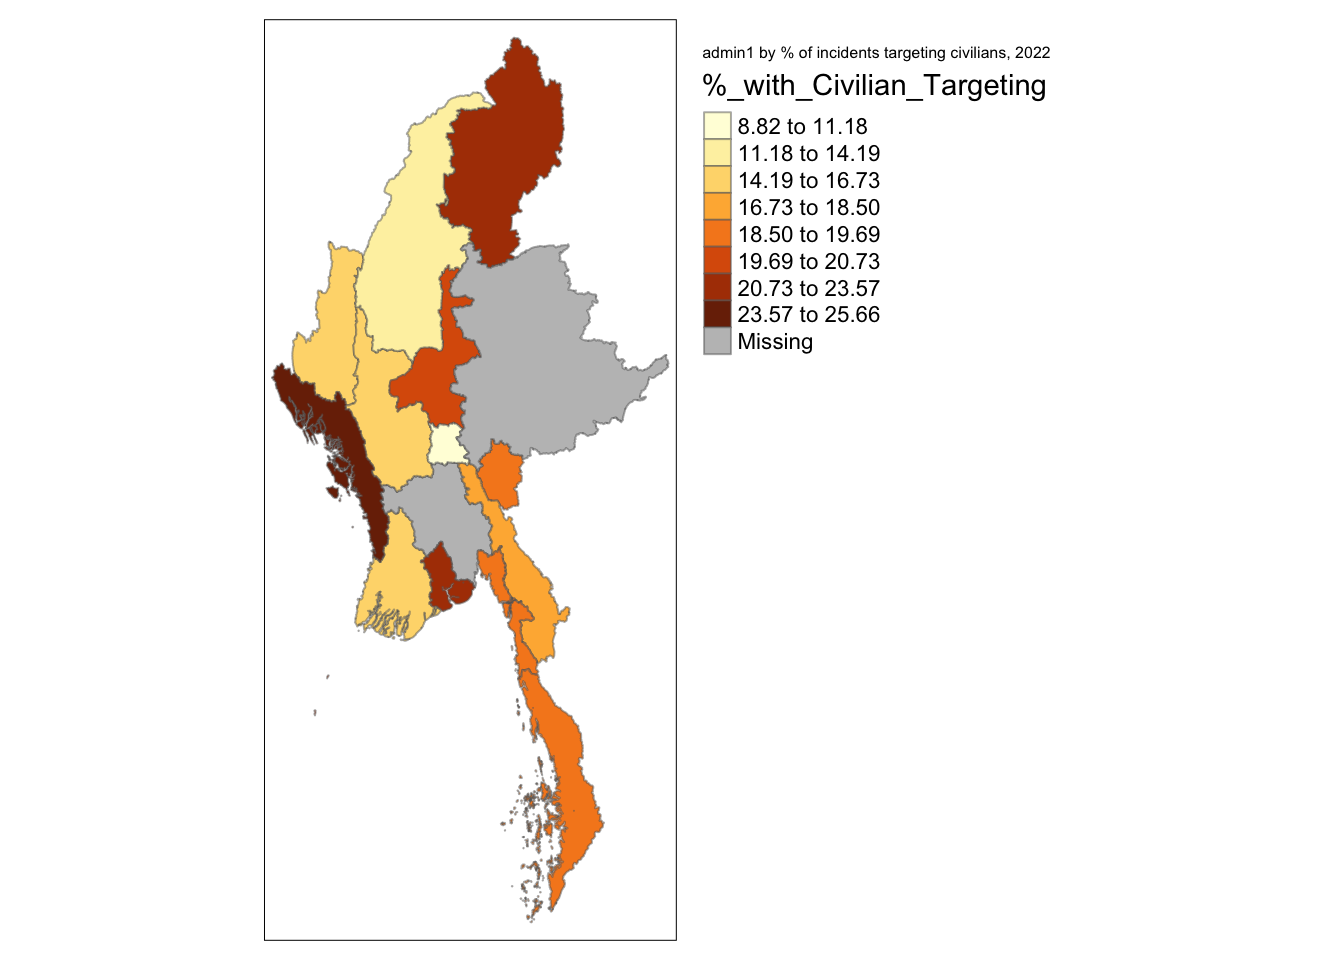 admin1 by % of incidents targeting civilians, 2022
%_with_Civilian_Targeting
8.82 to 11.18
11.18 to 14.19
14.19 to 16.73
16.73 to 18.50
18.50 to 19.69
19.69 to 20.73
20.73 to 23.57
23.57 to 25.66
Missing